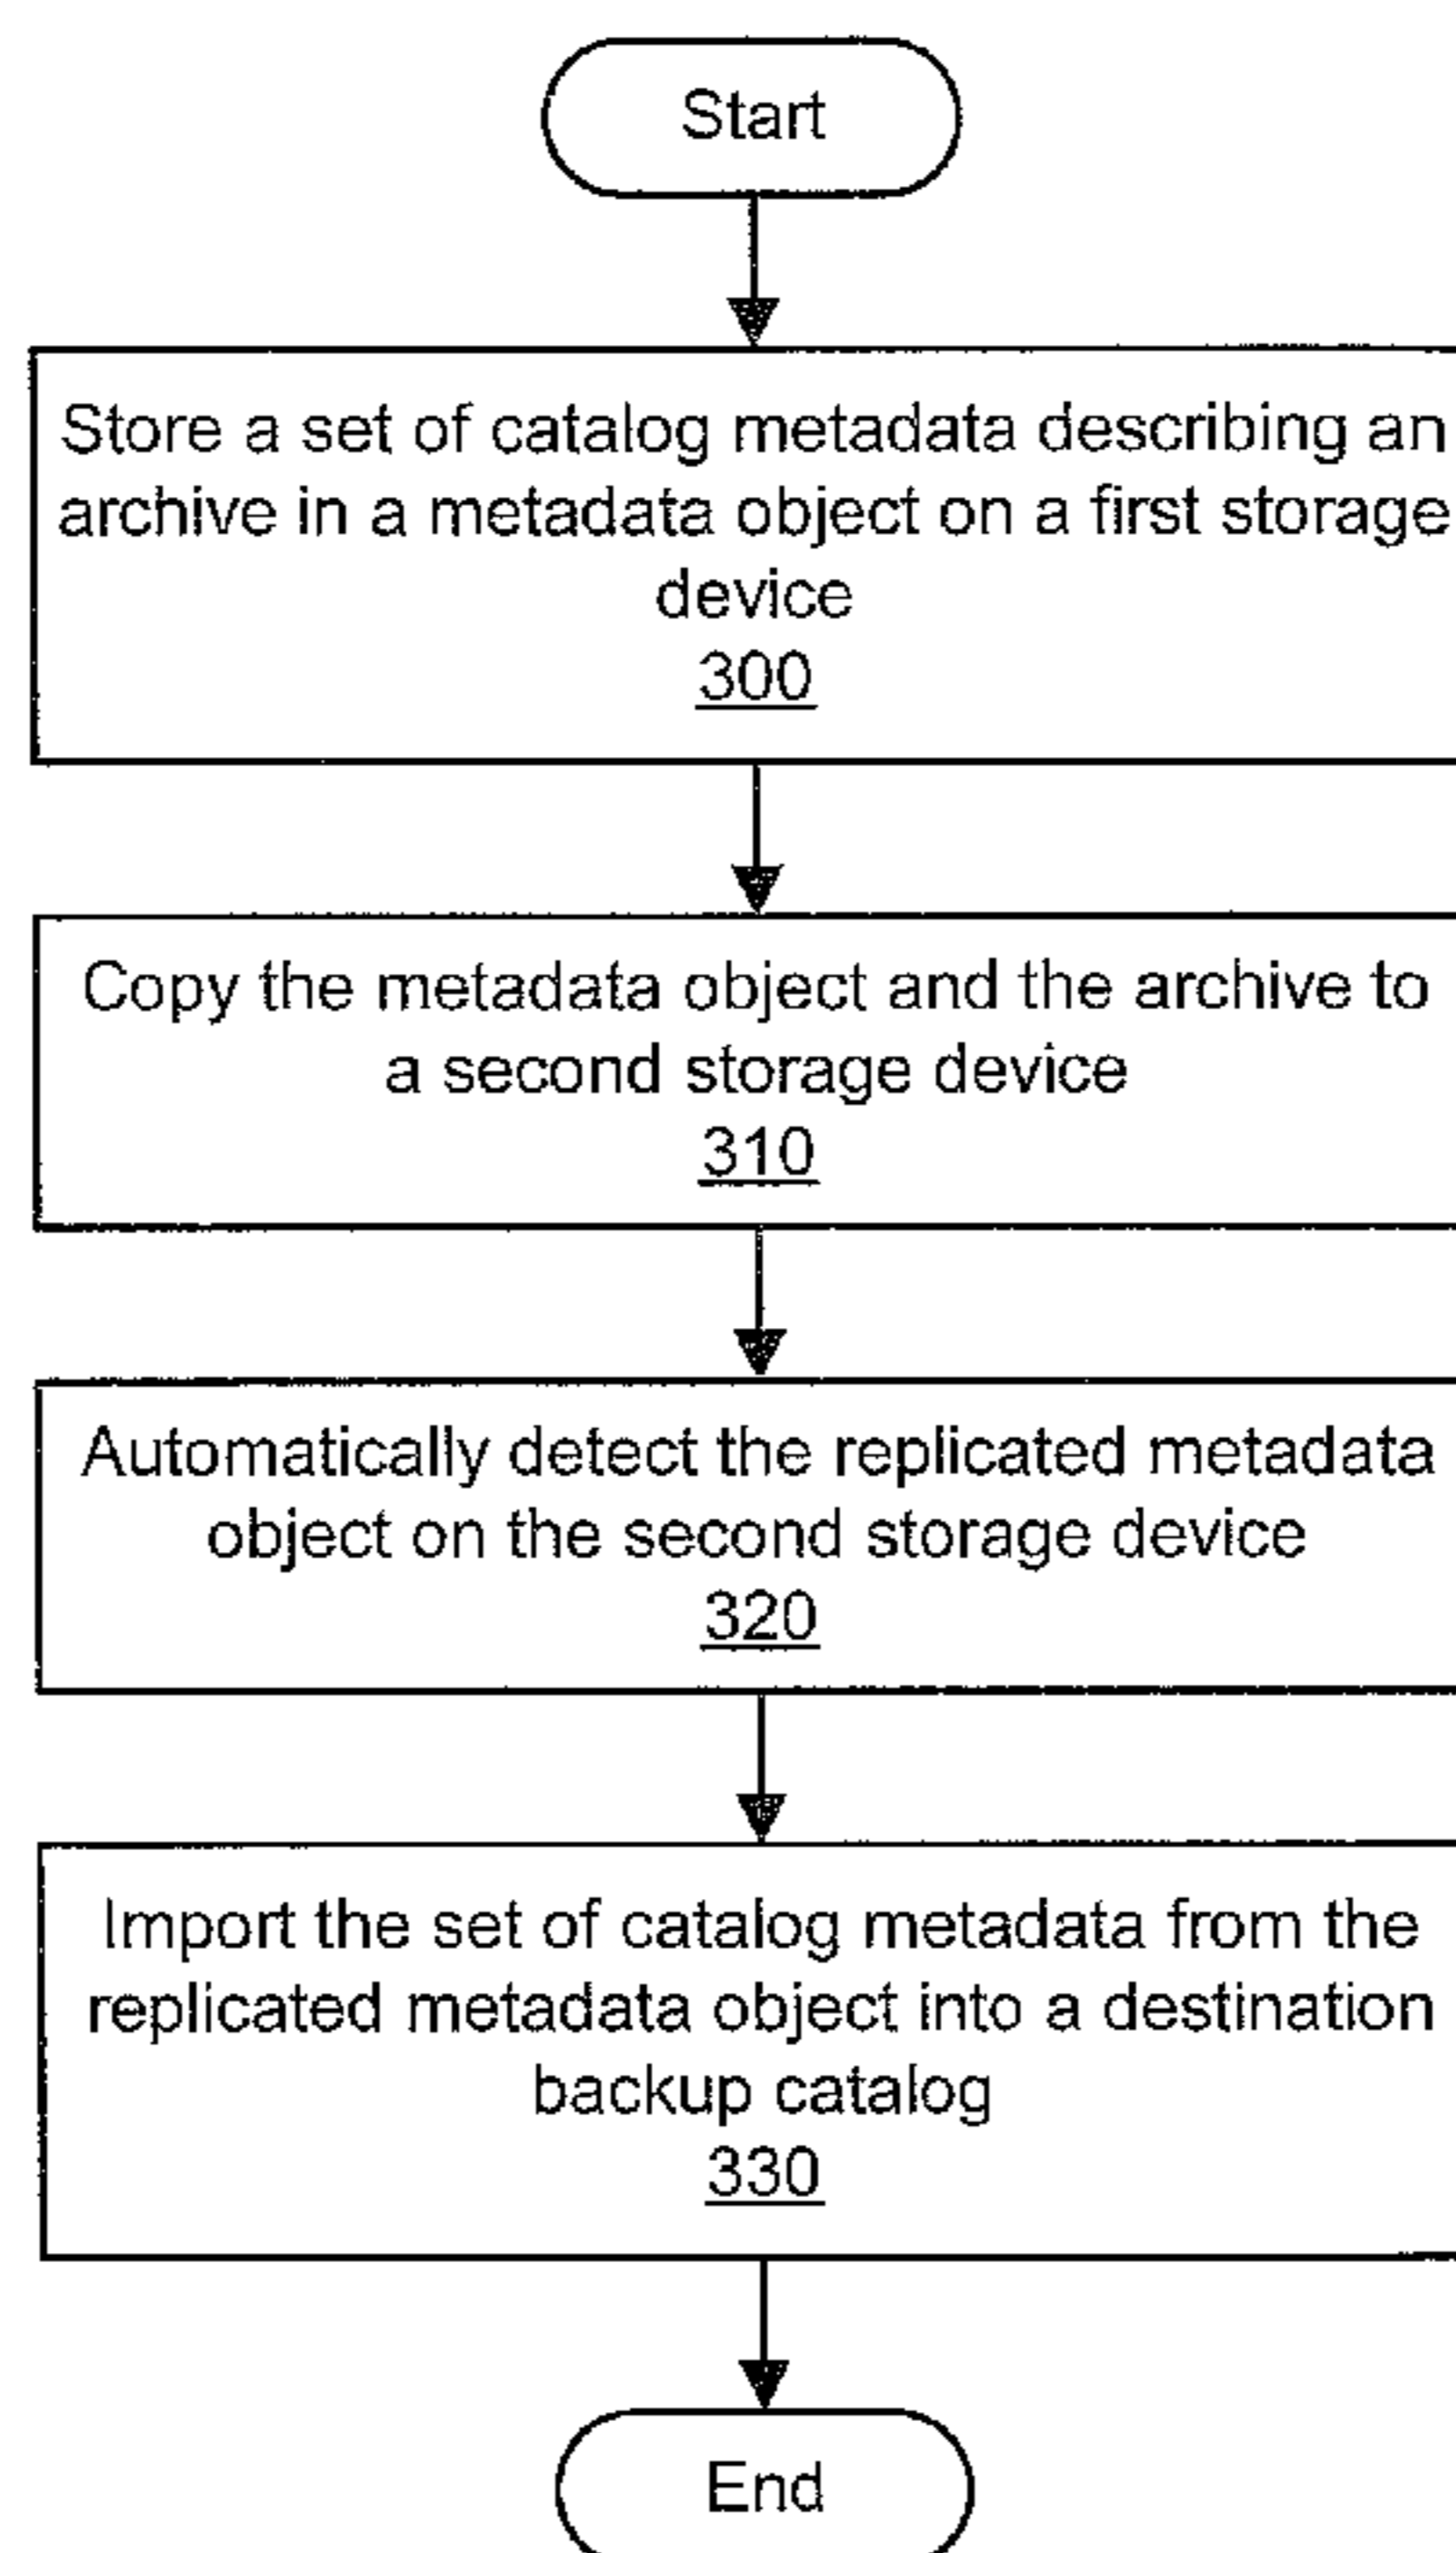 Start
Store a set of catalog metadata describing an
archive in a metadata object on a first storage
device
300
Copy the metadata object and the archive to
a second storage device
310
Automatically detect the replicated metadata
object on the second storage device
320
Import the set of catalog metadata from the
replicated metadata object into a destination
backup catalog
330
End